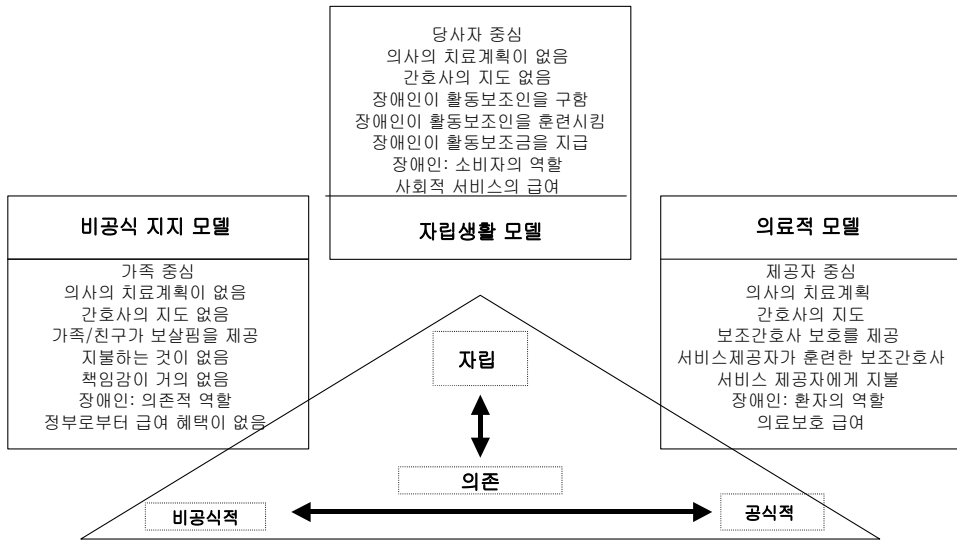 당사자 중심
의사의 치료계획이 없음
간호사의 지도 없음
장애인이 활동보조인을 구함
장애인이 활동보조인을 훈련시킴
장애인이 활동보조금을 지급
장애인: 소비자의 역할
사회적 서비스의 급여
자립생활 모델
비공식 지지 모델
가족 중심
의사의 치료계획이 없음
간호사의 지도 없음
가족/친구가 보살핌을 제공
지불하는 것이 없음
책임감이 거의 없음
장애인: 의존적 역할
정부로부터 급여 혜택이 없음
의료적 모델
제공자 중심
의사의 치료계획
간호사의 지도
보조간호사 보호를 제공
서비스제공자가 훈련한 보조간호사
서비스 제공자에게 지불
장애인: 환자의 역할
의료보호 급여
자립
의존
비공식적
공식적